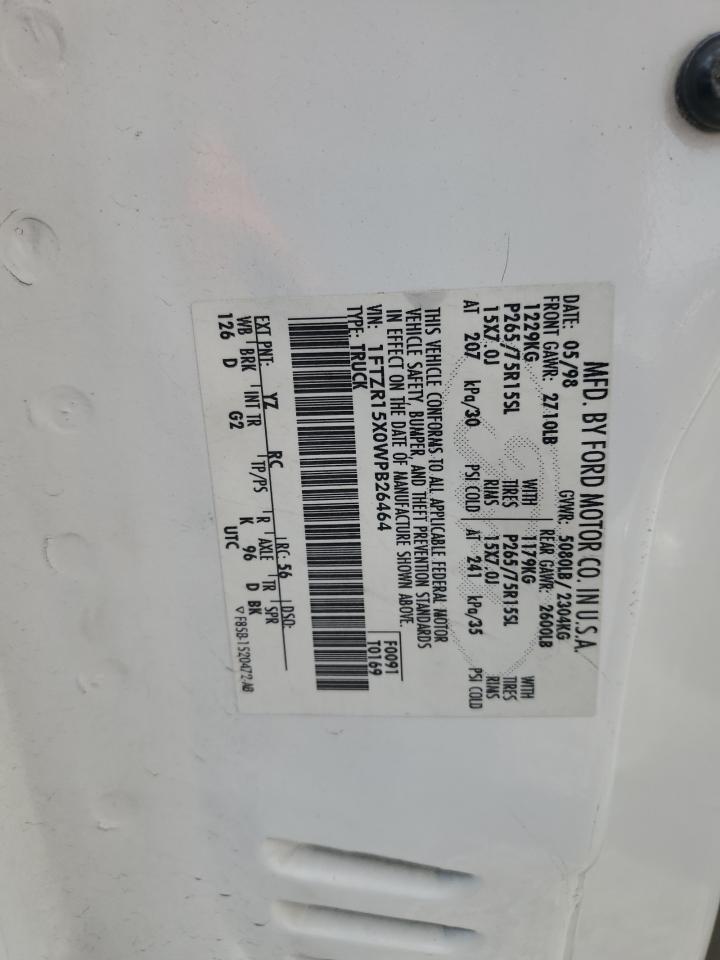 MFD. BY FORD MOTOR CO. IN U.S.A.
DATE: 05/98 GVWR: 5080LB/2304KG
FRONT GAWR: 2710LB REAR GAWR: 2600LB
1229KG WITH 1179KG WITH
P265/75R15SL TIRES P265/75R15SL TIRES
15X7.0J RIMS 15X7.0J RIMS
AT 207 kPa/30 PSI COLD AT 241 kPa/35 PSI COLD
THIS VEHICLE CONFORMS TO ALL APPLICABLE FEDERAL MOTOR
VEHICLE SAFETY, BUMPER, AND THEFT PREVENTION STANDARDS
IN EFFECT ON THE DATE OF MANUFACTURE SHOWN ABOVE.
VIN: 1FTZR15X0WPB26464 F0091
TYPE: TRUCK T0169
EXT PNT: YZ RC RC: 56 DSO:
WB BRK INT TR TP/PS R AXLE TR SPR
126 D G2 K 96 D BK
UTC F85B-1520472-AB